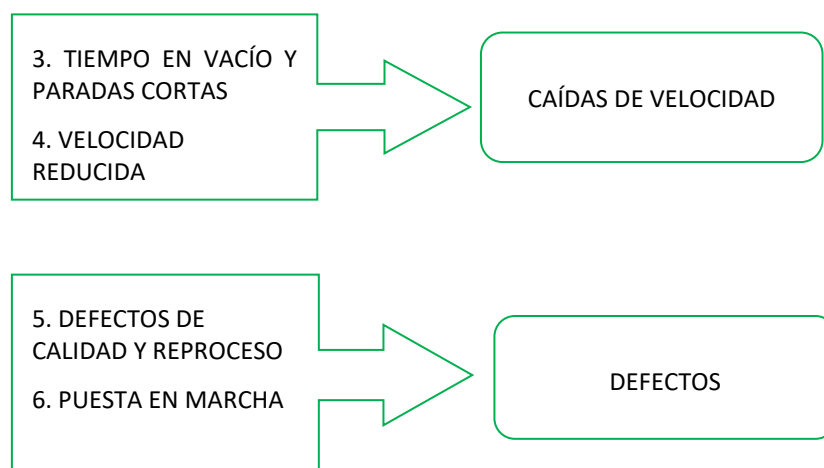 3. TIEMPO EN VACÍO Y
PARADAS CORTAS
4. VELOCIDAD
REDUCIDA
CAÍDAS DE VELOCIDAD
5. DEFECTOS DE
CALIDAD Y REPROCESO
6. PUESTA EN MARCHA
DEFECTOS